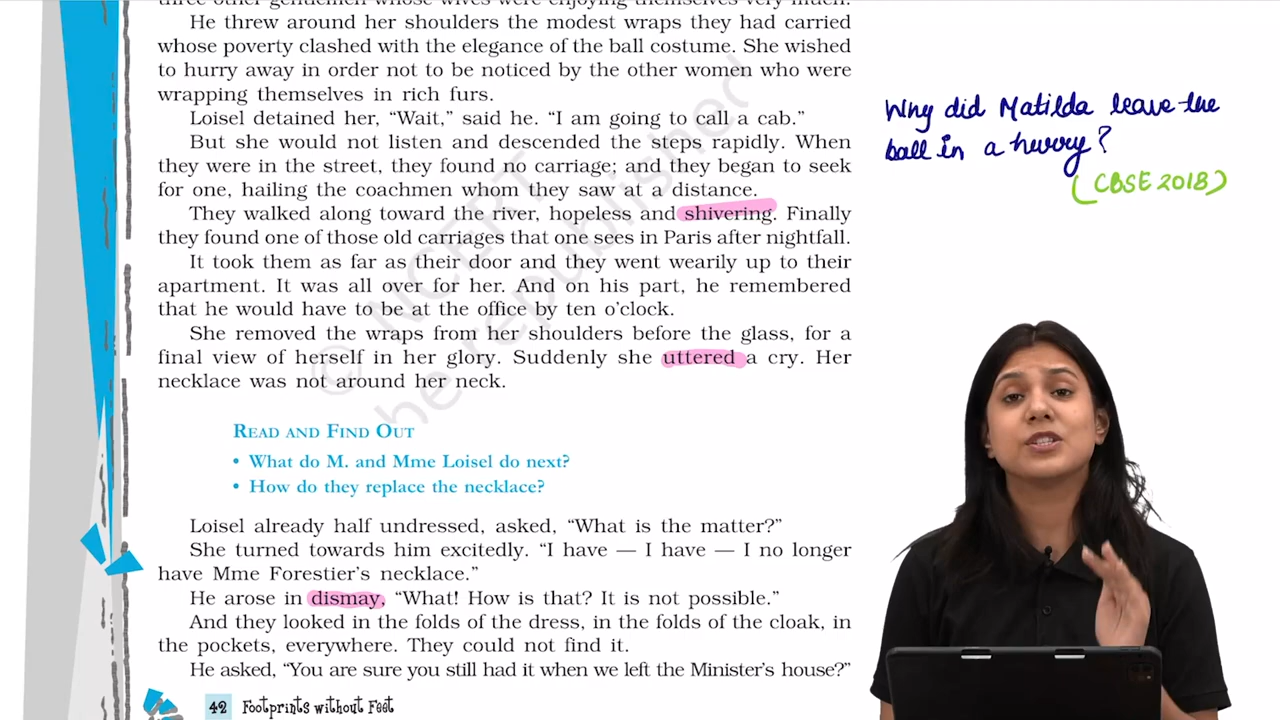 three other gentlemen whose wives were enjoying themselves very much.
He threw around her shoulders the modest wraps they had carried
whose poverty clashed with the elegance of the ball costume. She wished
to hurry away in order not to be noticed by the other women who were
wrapping themselves in rich furs.
Loisel detained her, “Wait,” said he. “I am going to call a cab.”
But she would not listen and descended the steps rapidly. When
they were in the street, they found no carriage; and they began to seek
for one, hailing the coachmen whom they saw at a distance.
They walked along toward the river, hopeless and shivering. Finally
they found one of those old carriages that one sees in Paris after nightfall.
It took them as far as their door and they went wearily up to their
apartment. It was all over for her. And on his part, he remembered
that he would have to be at the office by ten o’clock.
She removed the wraps from her shoulders before the glass, for a
final view of herself in her glory. Suddenly she uttered a cry. Her
necklace was not around her neck.
READ AND FIND OUT
• What do M. and Mme Loisel do next?
• How do they replace the necklace?
Loisel already half undressed, asked, “What is the matter?”
She turned towards him excitedly. “I have — I have — I no longer
have Mme Forestier’s necklace.”
He arose in dismay, “What! How is that? It is not possible.”
And they looked in the folds of the dress, in the folds of the cloak, in
the pockets, everywhere. They could not find it.
He asked, “You are sure you still had it when we left the Minister’s house?”
42 Footprints without Feet
Why did Matilda leave the
ball in a hurry?
(CBSE 2018)
© NCERT
be republished